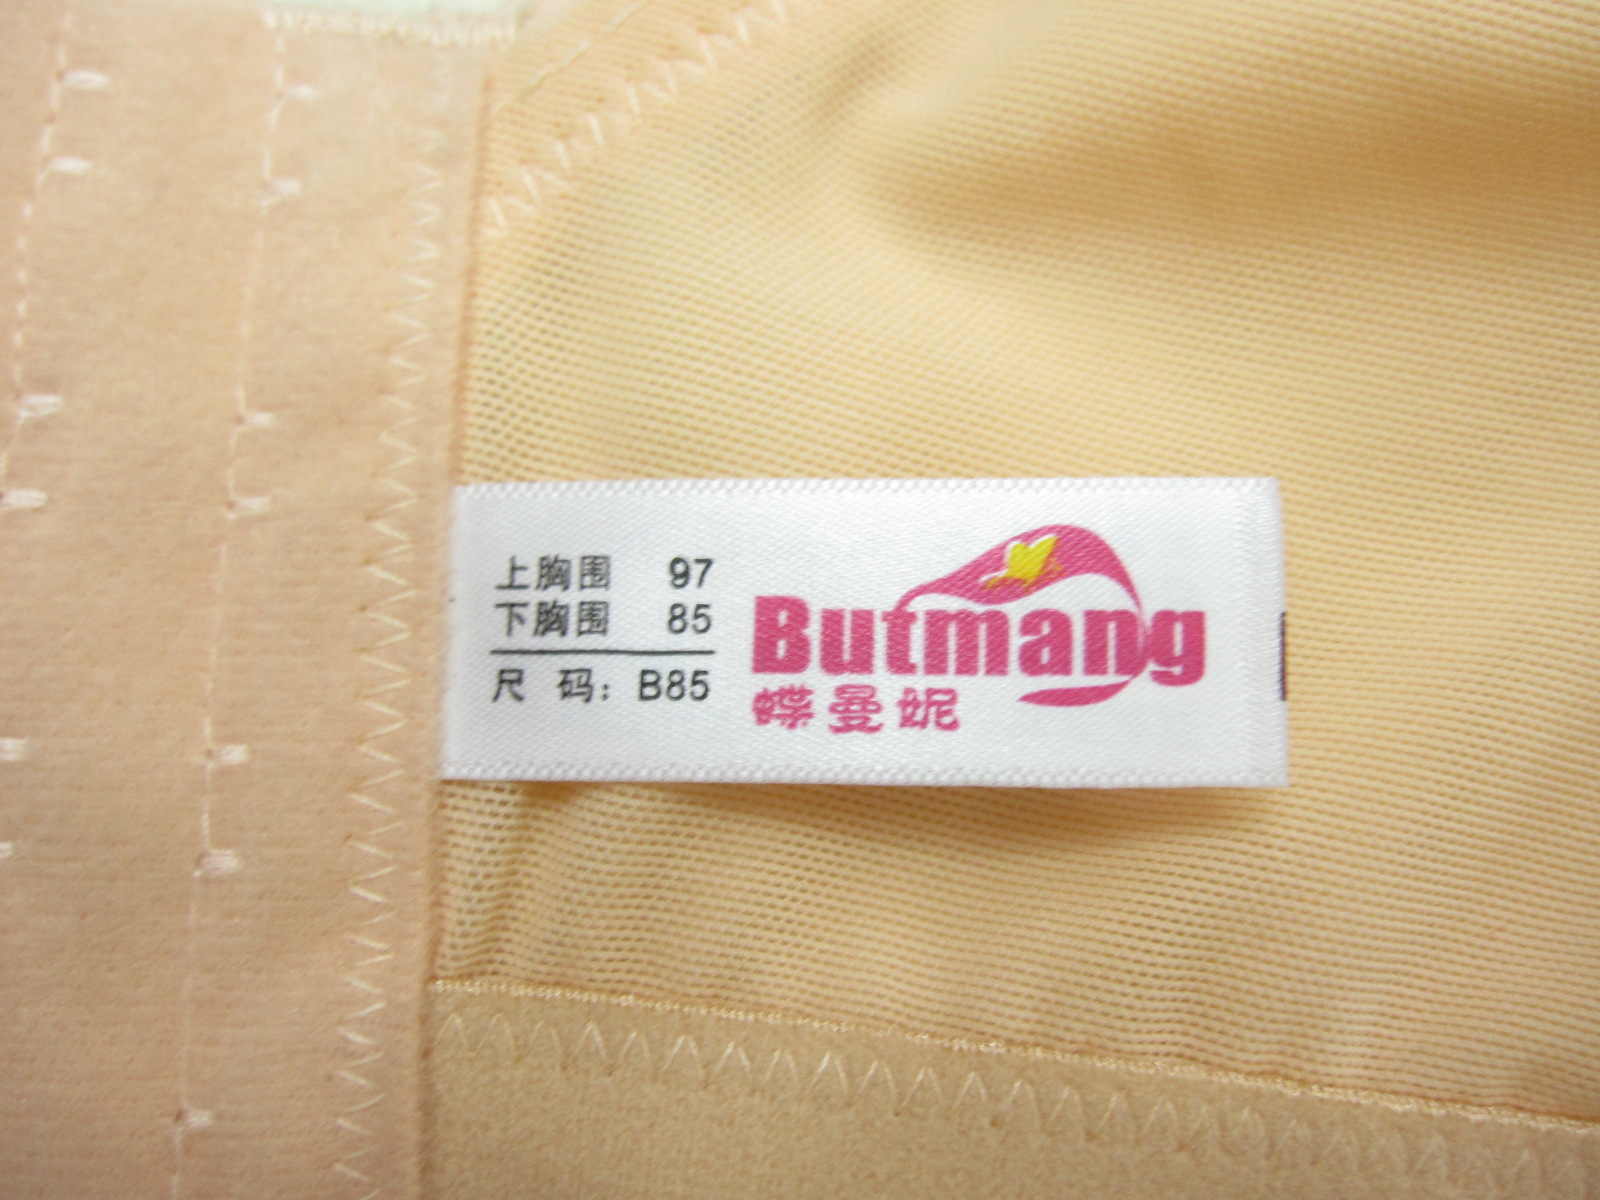 上胸围 97
下胸围 85
尺 码: B85
Butmang
蝶曼妮